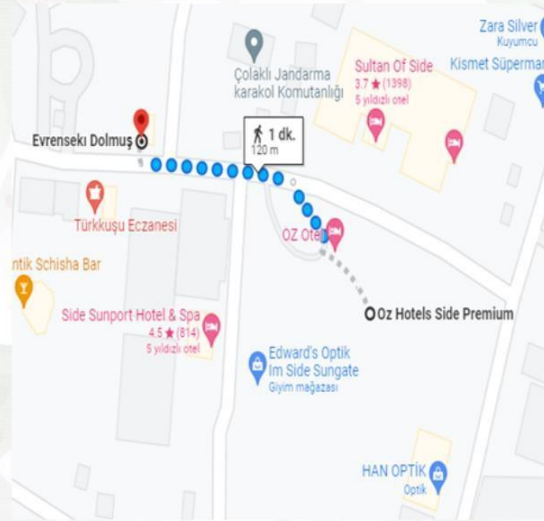 Zara Silver
Kuyumcu
Kismet Süpermar
Çolaklı Jandarma
karakol Komutanlığı
Sultan Of Side
3.7 ★ (1398)
5 yıldızlı otel
1 dk.
120 m
Evrenseki Dolmuş
Türkkuşu Eczanesi
OZ Otel
ntik Schisha Bar
Side Sunport Hotel & Spa
4.5 ★ (814)
5 yıldızlı otel
Oz Hotels Side Premium
Edward's Optik
Im Side Sungate
Giyim mağazası
HAN OPTİK
Optik